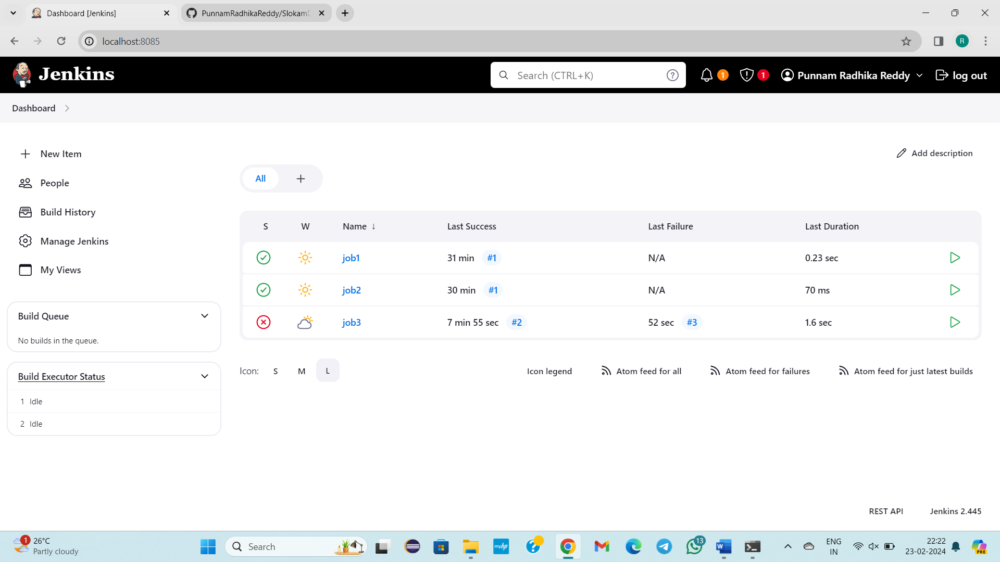 Dashboard [Jenkins]
PunnamRadhikaReddy/Slokam
localhost:8085
R
Jenkins
Search (CTRL+K)
?
1
1
Punnam Radhika Reddy
log out
Dashboard
New Item
People
Build History
Manage Jenkins
My Views
Build Queue
No builds in the queue.
Build Executor Status
1 Idle
2 Idle
Add description
All
+
S W Name ↓ Last Success Last Failure Last Duration
job1 31 min #1 N/A 0.23 sec
job2 30 min #1 N/A 70 ms
job3 7 min 55 sec #2 52 sec #3 1.6 sec
Icon: S M L
Icon legend
Atom feed for all
Atom feed for failures
Atom feed for just latest builds
REST API
Jenkins 2.445
1
26°C
Partly cloudy
Search
myhp
?
13
W
ENG
IN
22:22
23-02-2024
PRE